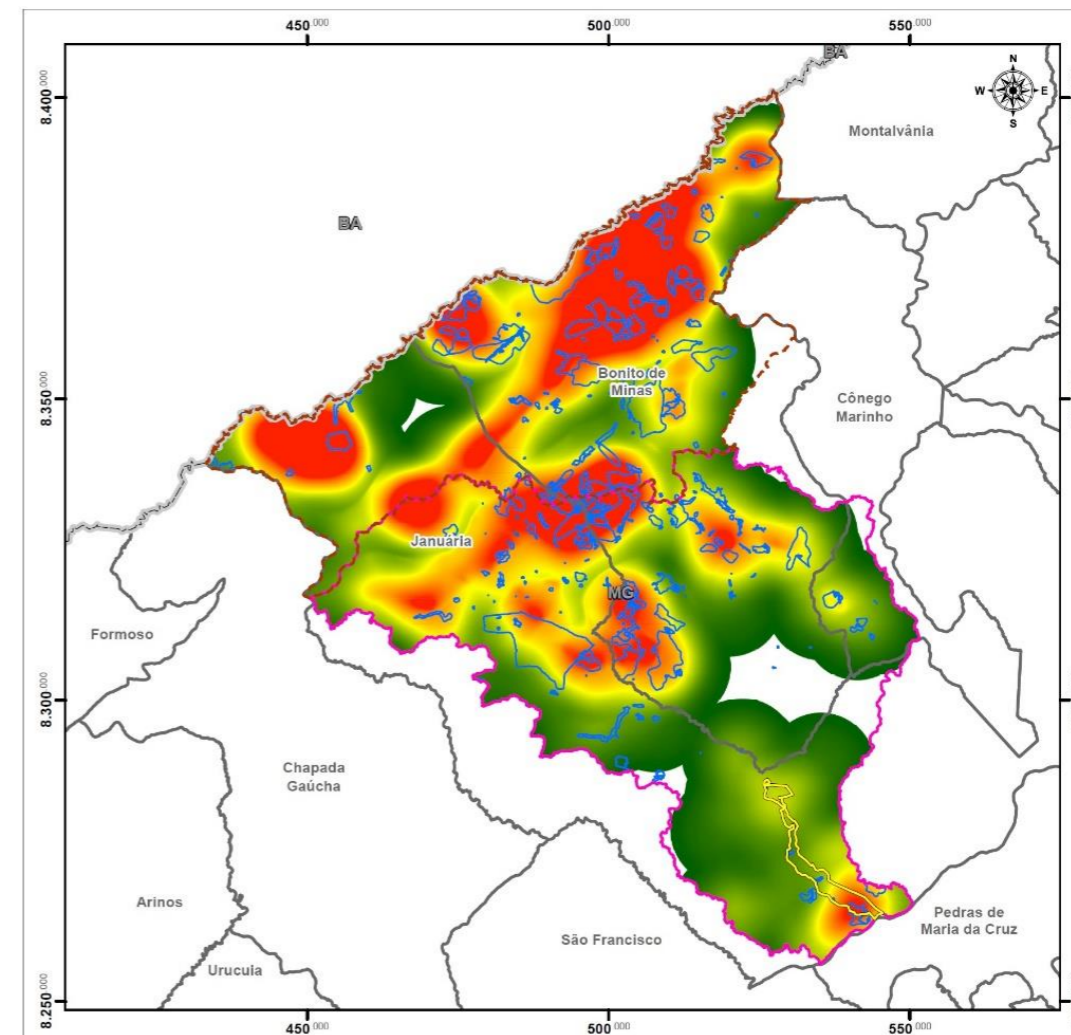 450.000
500.000
550.000
BA
N
W
E
S
8.400.000
Montalvânia
BA
8.350.000
Bonito de
Minas
Cônego
Marinho
Januária
MG
Formoso
8.300.000
Chapada
Gaúcha
Arinos
Pedras de
Maria da Cruz
São Francisco
Urucuia
8.250.000
450.000
500.000
550.000